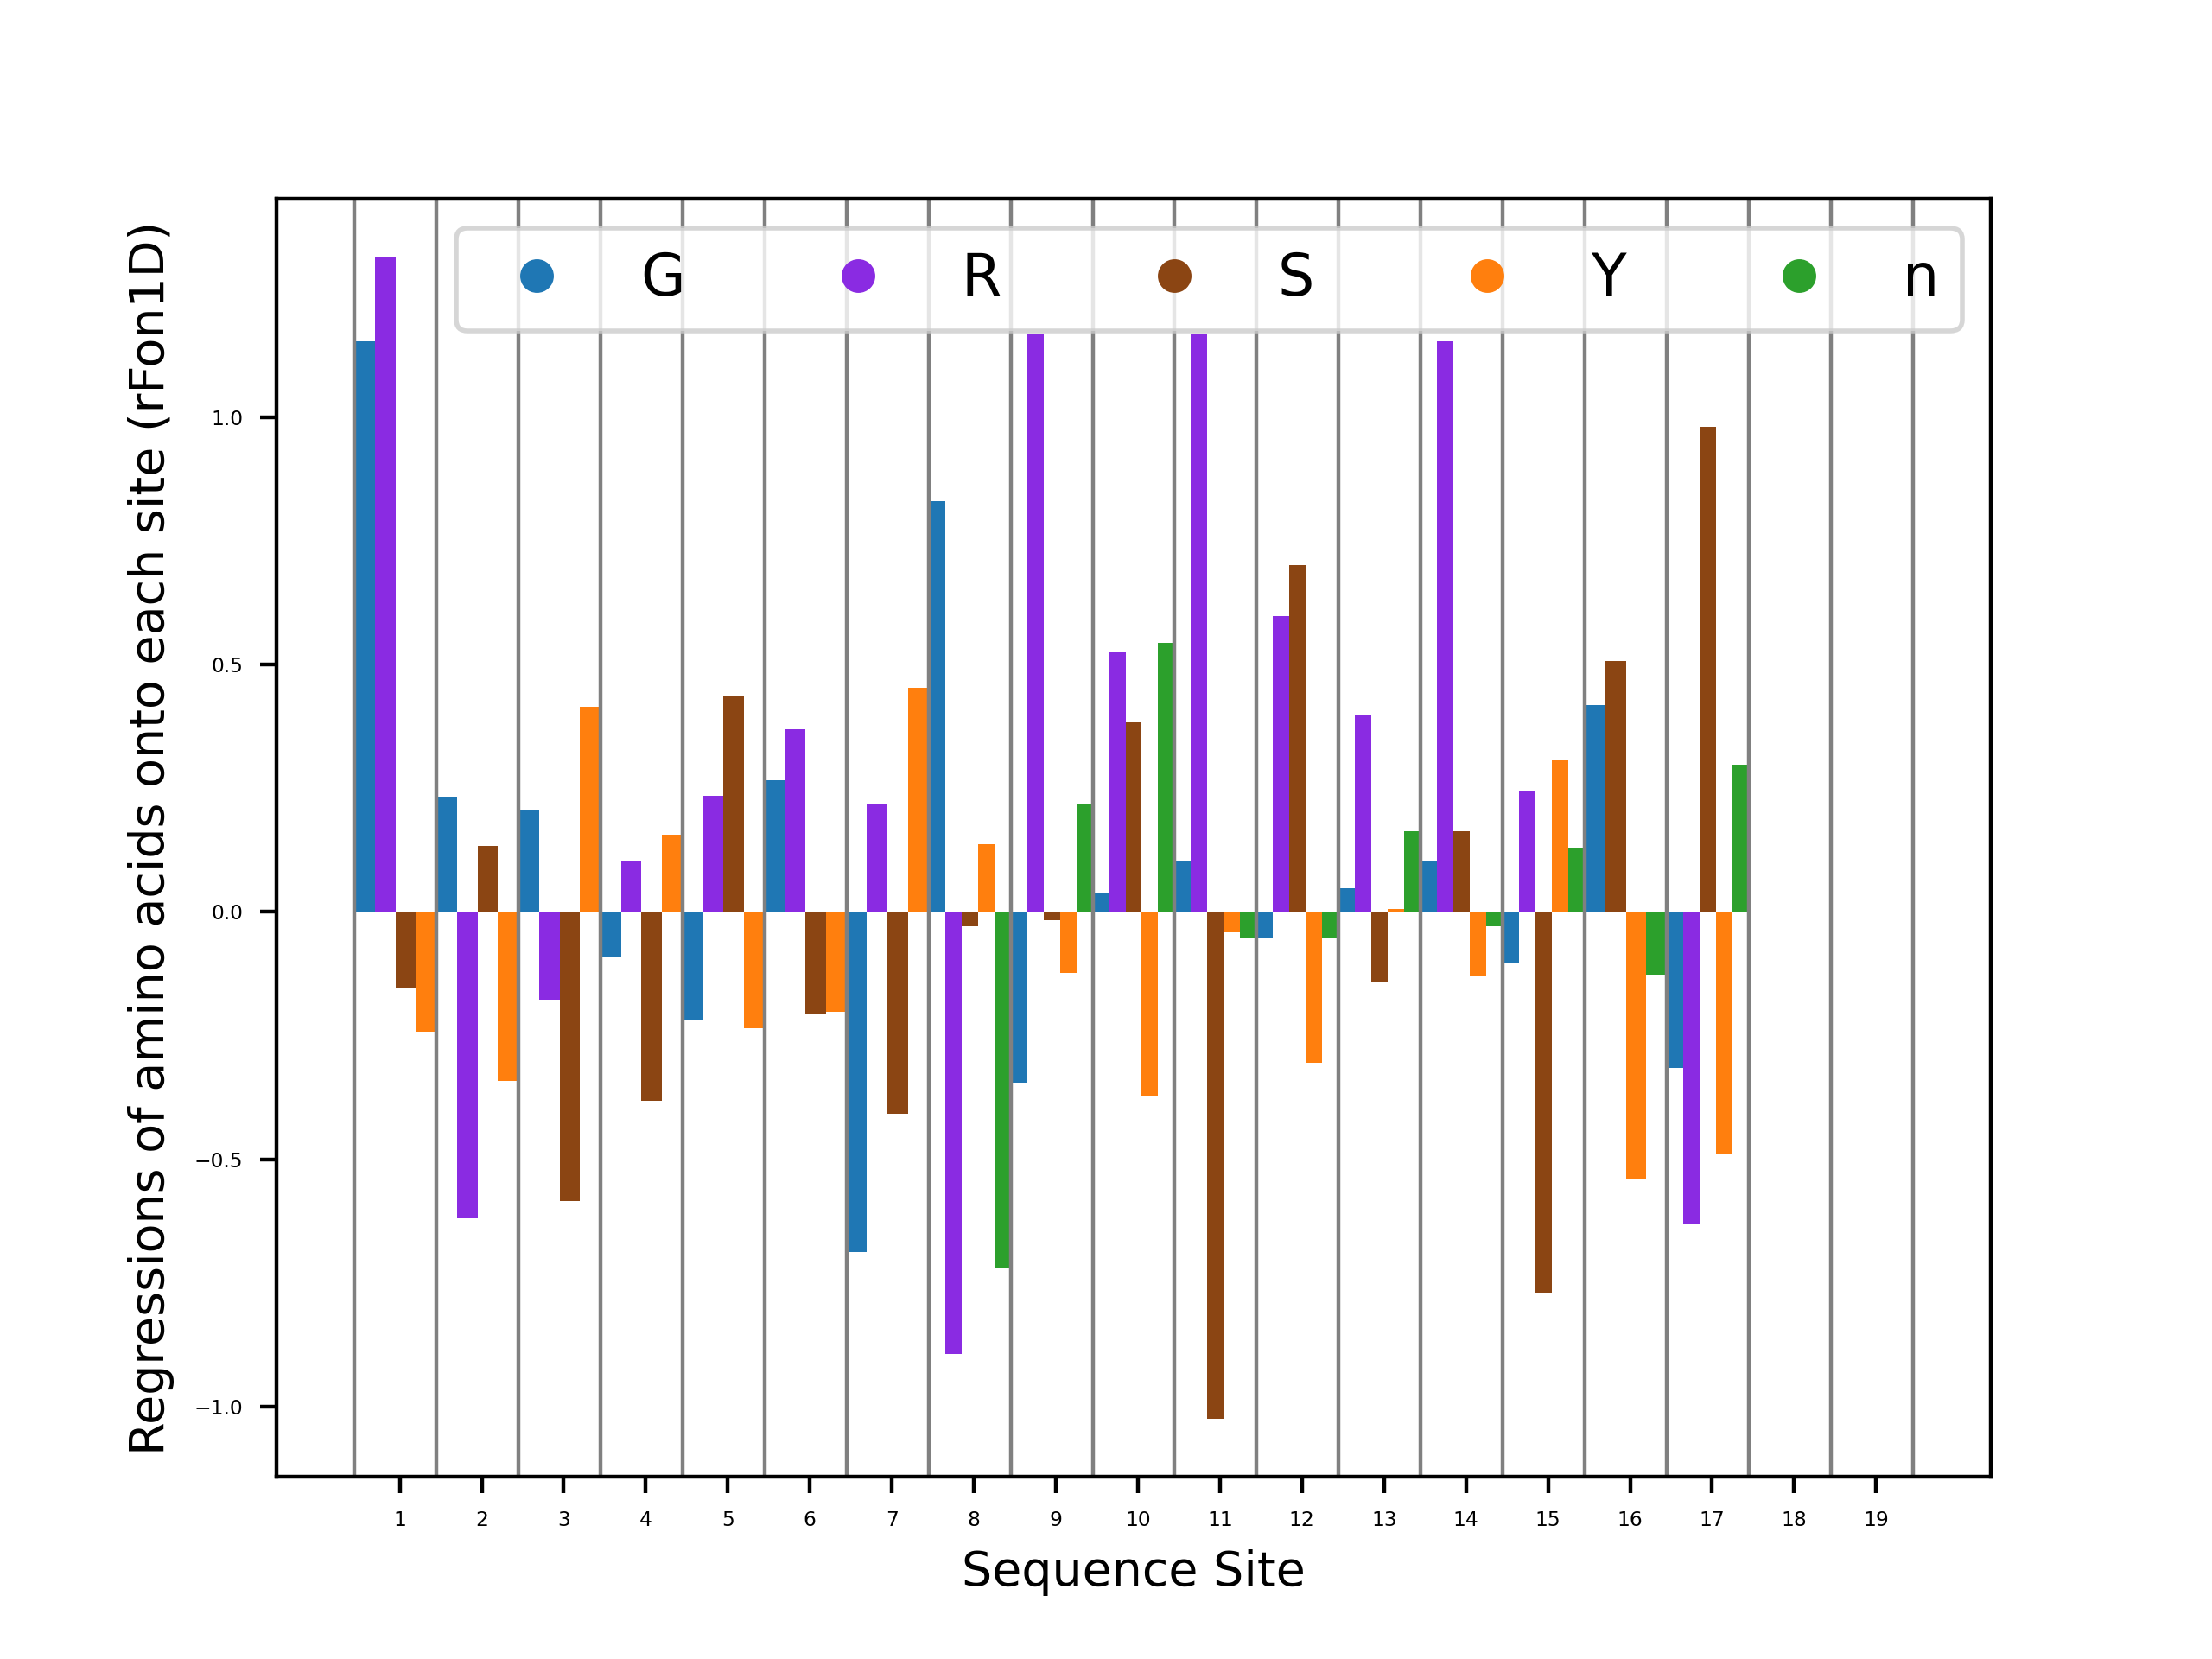 G R S Y n
Regressions of amino acids onto each site (rFon1D)
1.0
0.5
0.0
−0.5
−1.0
1 2 3 4 5 6 7 8 9 10 11 12 13 14 15 16 17 18 19
Sequence Site